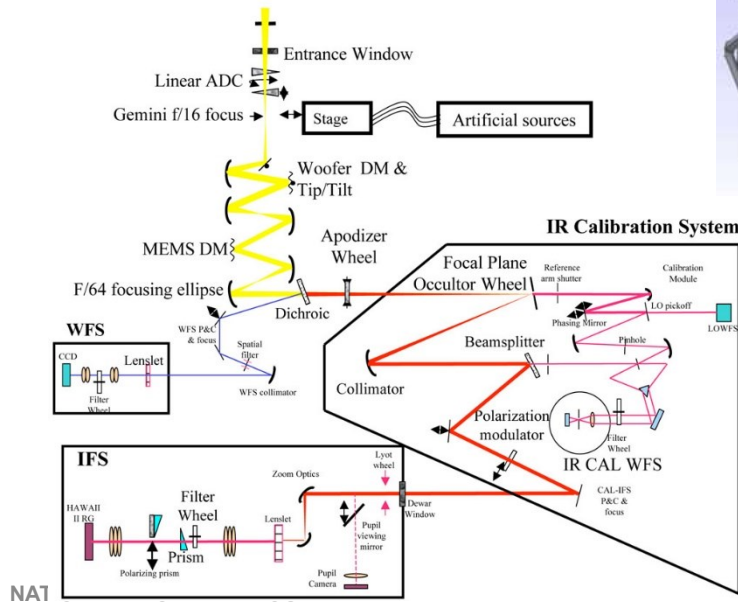 Entrance Window
Linear ADC
Gemini f/16 focus
Stage
Artificial sources
Woofer DM &
Tip/Tilt
MEMS DM
Apodizer
Wheel
F/64 focusing ellipse
Dichroic
IR Calibration System
Focal Plane
Occultor Wheel
Reference
arm shutter
Calibration
Module
LO pickoff
Phasing Mirror
LOWFS
Pinhole
Beamsplitter
Collimator
Polarization
modulator
Filter
Wheel
IR CAL WFS
CAL-IFS
P&C &
focus
WFS
WFS P&C
& focus
Spatial
filter
CCD
Lenslet
Filter
Wheel
WFS collimator
IFS
Zoom Optics
Lyot
wheel
Dewar
Window
HAWAII
II RG
Filter
Wheel
Lenslet
Prism
Polarizing prism
Pupil
viewing
mirror
Pupil
Camera